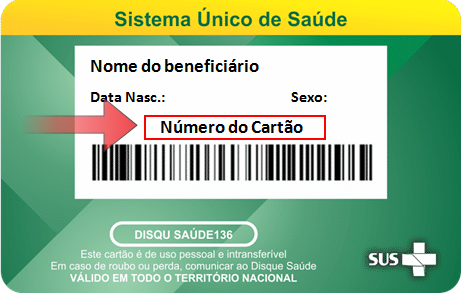 Sistema Único de Saúde
Nome do beneficiário
Data Nasc.: Sexo:
Número do Cartão
DISQU SAÚDE136
Este cartão é de uso pessoal e intransferível
Em caso de roubo ou perda, comunicar ao Disque Saúde
VÁLIDO EM TODO O TERRITÓRIO NACIONAL
SUS